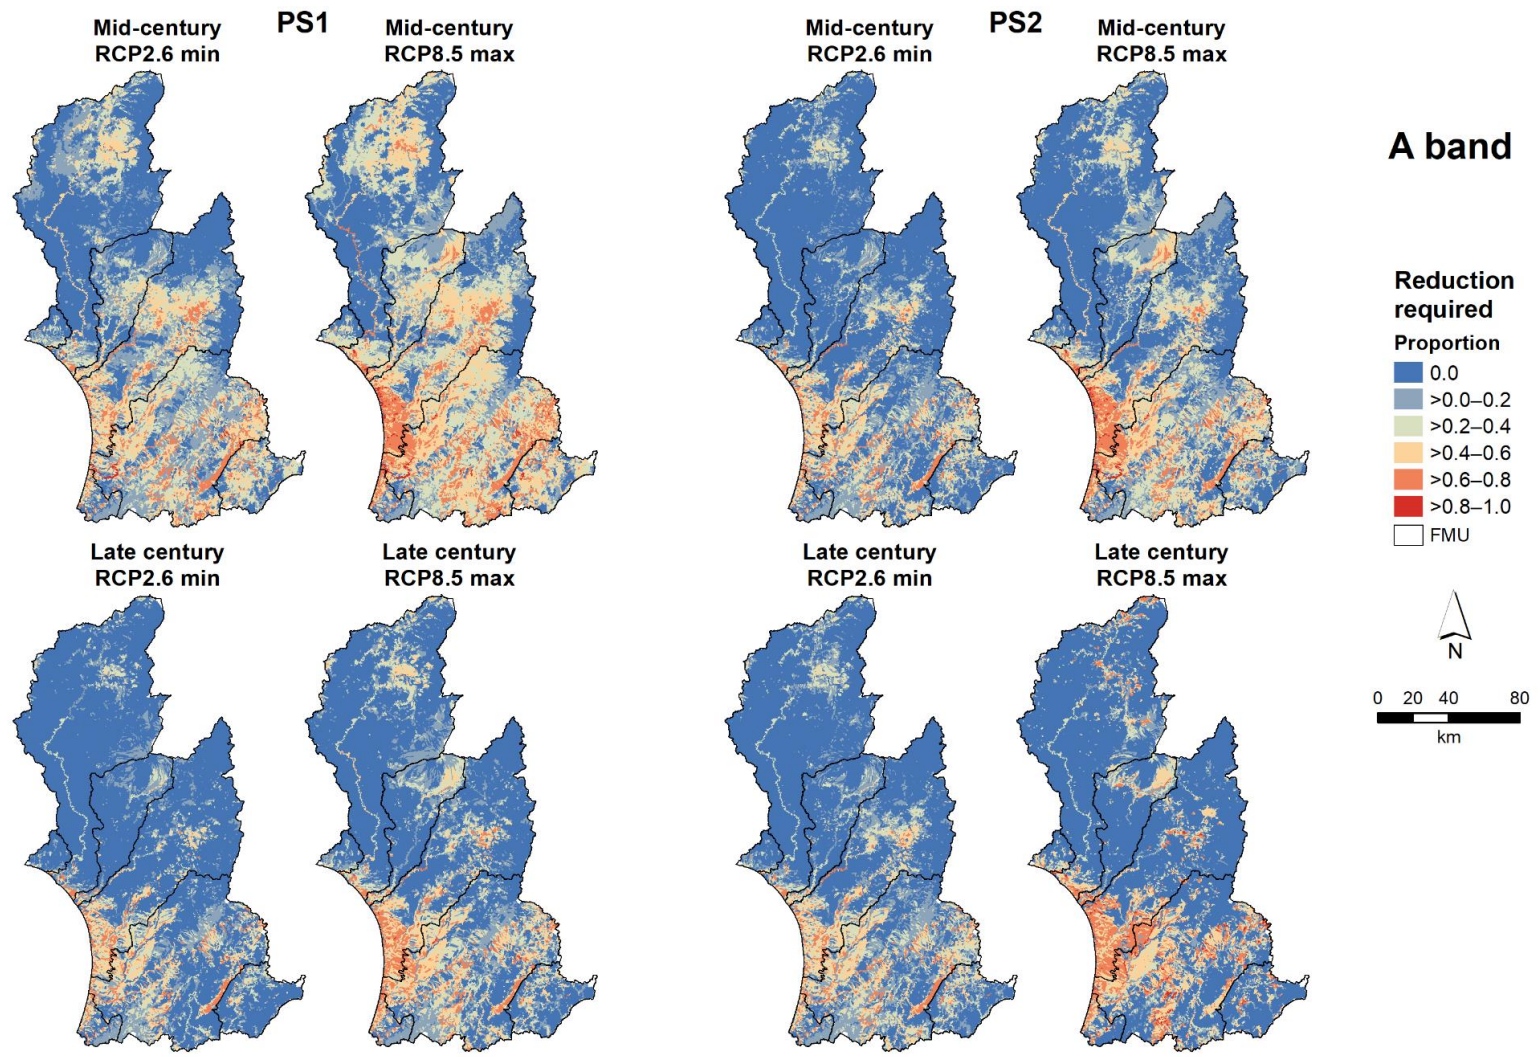 PS1
Mid-century
RCP2.6 min
Mid-century
RCP8.5 max
PS2
Mid-century
RCP2.6 min
Mid-century
RCP8.5 max
Late century
RCP2.6 min
Late century
RCP8.5 max
Late century
RCP2.6 min
Late century
RCP8.5 max
A band
Reduction
required
Proportion
0.0
>0.0–0.2
>0.2–0.4
>0.4–0.6
>0.6–0.8
>0.8–1.0
FMU
N
0 20 40 80
km